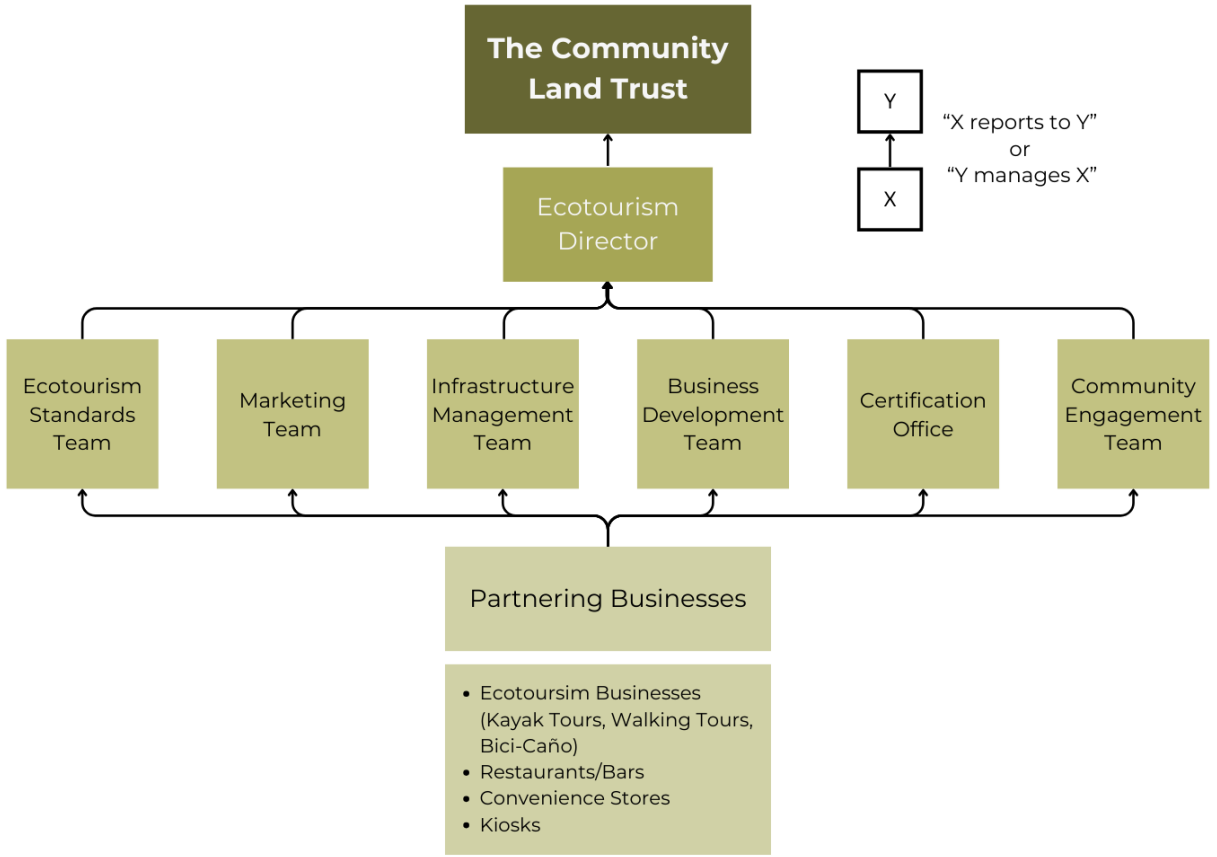 The Community
Land Trust
Y
“X reports to Y”
or
“Y manages X”
X
Ecotourism
Director
Ecotourism
Standards
Team
Marketing
Team
Infrastructure
Management
Team
Business
Development
Team
Certification
Office
Community
Engagement
Team
Partnering Businesses
• Ecotoursim Businesses
(Kayak Tours, Walking Tours,
Bici-Caño)
• Restaurants/Bars
• Convenience Stores
• Kiosks